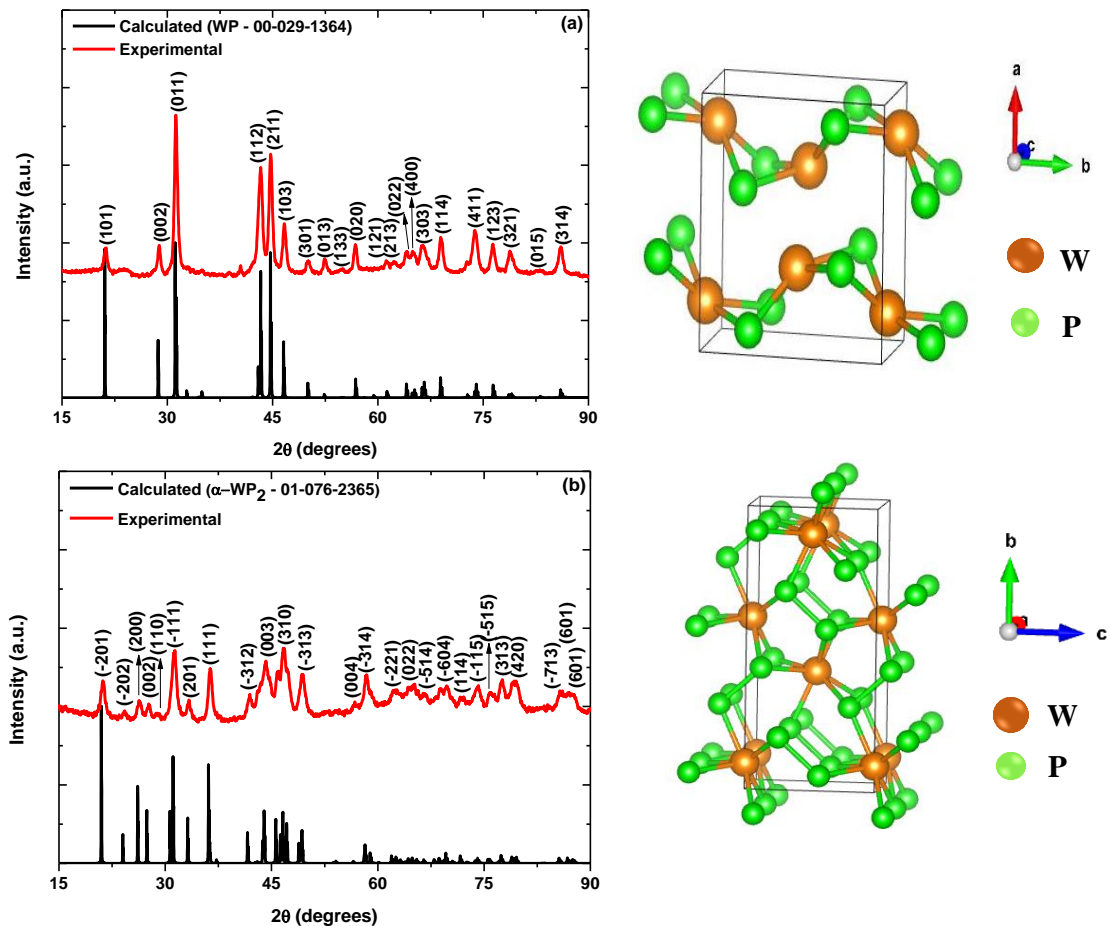 (a)
Calculated (WP - 00-029-1364)
Experimental
Intensity (a.u.)
(101)
(002)
(011)
(112)
(211)
(103)
(301)
(013)
(133)
(020)
(121)
(213)
(022)
(400)
(303)
(114)
(411)
(123)
(321)
(015)
(314)
15 30 45 60 75 90
2θ (degrees)
a
c
b
W
P
(b)
Calculated (α–WP2 - 01-076-2365)
Experimental
Intensity (a.u.)
(-201)
(-202)
(200)
(002)
(110)
(-111)
(201)
(111)
(-312)
(003)
(310)
(-313)
(004)
(-314)
(-221)
(022)
(-514)
(-604)
(114)
(-115)
(-515)
(313)
(420)
(-713)
(601)
(601)
15 30 45 60 75 90
2θ (degrees)
b
c
W
P